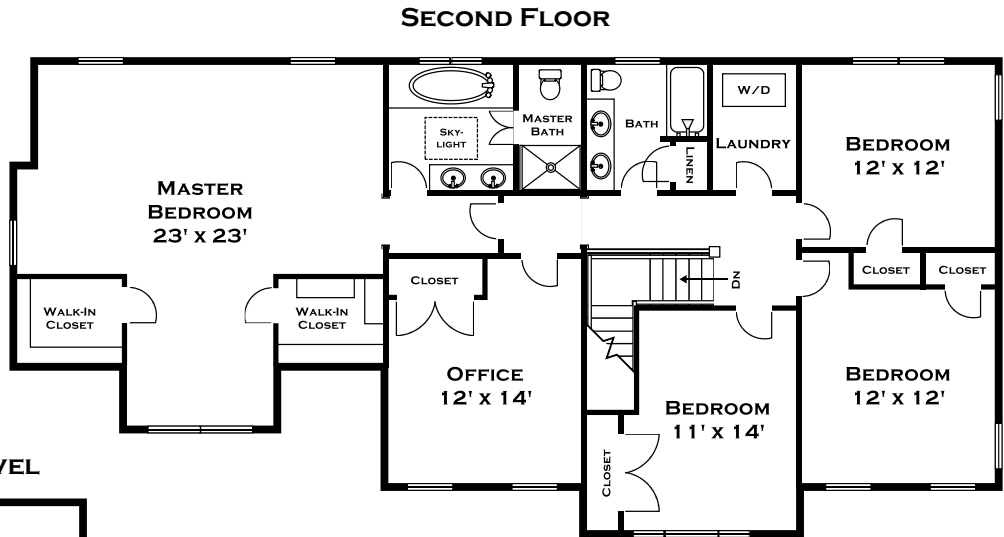 Second Floor
Master
Bedroom
23' x 23'
Walk-In
Closet
Walk-In
Closet
Sky-
light
Master
Bath
Bath
Linen
W/D
Laundry
Bedroom
12' x 12'
Closet
Closet
Closet
Office
12' x 14'
Dn
Bedroom
11' x 14'
Closet
Bedroom
12' x 12'
vel